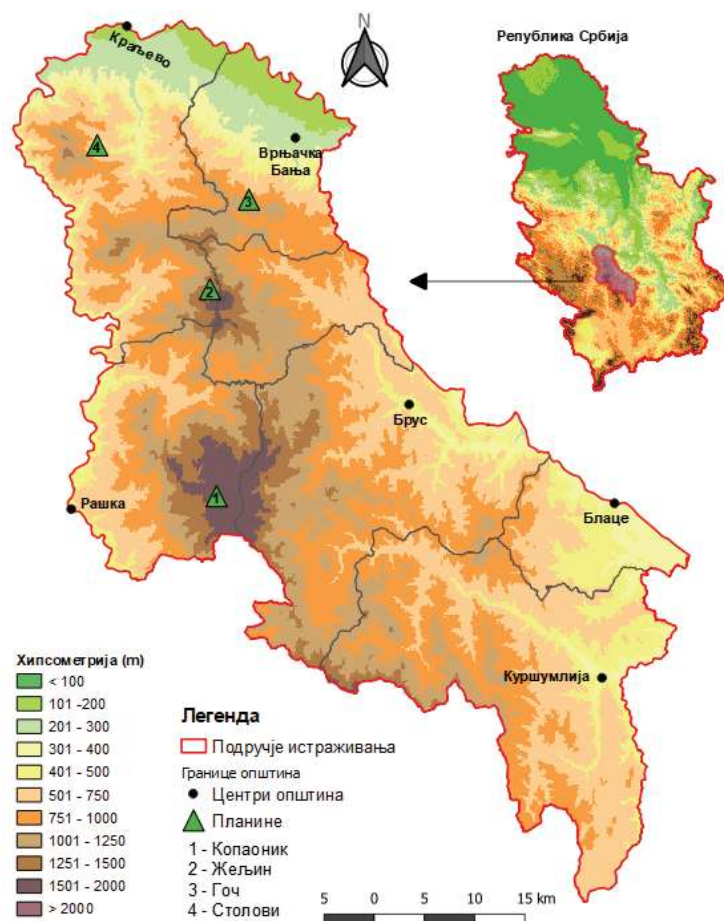 N
Република Србија
Краљево
Врњачка
Бања
4
3
2
Брус
1
Рашка
Блаце
Куршумлија
Хипсометрија (m)
< 100
101 -200
201 - 300
301 - 400
401 - 500
501 - 750
751 - 1000
1001 - 1250
1251 - 1500
1501 - 2000
> 2000
Легенда
Подручје истраживања
Границе општина
Центри општина
Планине
1 - Копаоник
2 - Жељин
3 - Гоч
4 - Столови
5 0 5 10 15 km